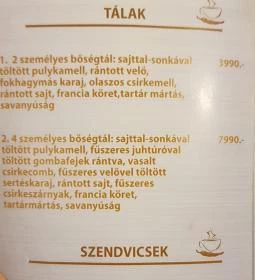 TÁLAK
1. 2 személyes bőségtál: sajttal-sonkával 3990,-
töltött pulykamell, rántott velő,
fokhagymás karaj, olaszos csirkemell,
rántott sajt, francia köret,tartár mártás,
savanyúság
2. 4 személyes bőségtál: sajttal-sonkával 7990.-
töltött pulykamell, fűszeres juhtúróval
töltött gombafejek rántva, vasalt
csirkecomb, fűszeres velővel töltött
sertéskaraj, rántott sajt, fűszeres
csirkeszárnyak, francia köret,
tartármártás, savanyúság
SZENDVICSEK